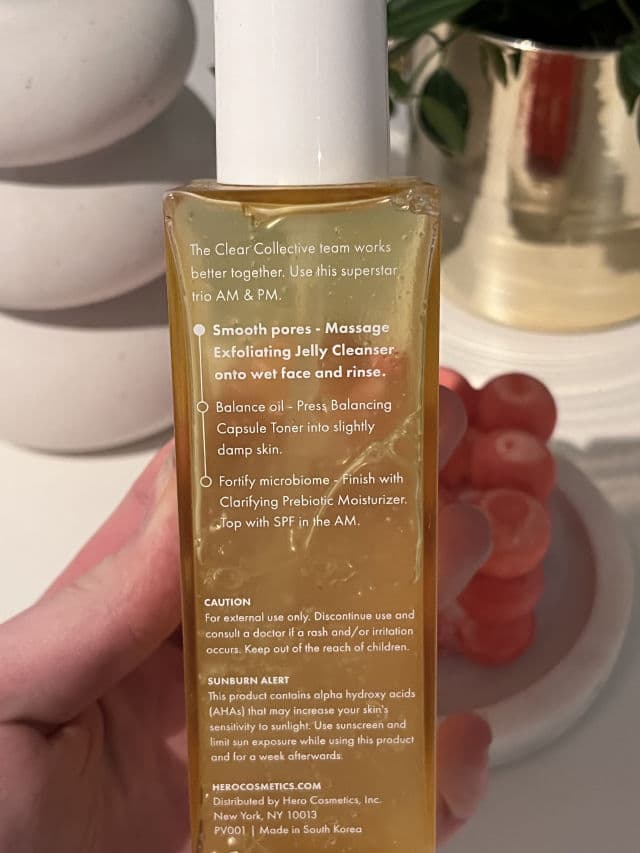 The Clear Collective team works
better together. Use this superstar
trio AM & PM.
Smooth pores - Massage
Exfoliating Jelly Cleanser
onto wet face and rinse.
Balance oil - Press Balancing
Capsule Toner into slightly
damp skin.
Fortify microbiome - Finish with
Clarifying Prebiotic Moisturizer.
Top with SPF in the AM.
CAUTION
For external use only. Discontinue use and
consult a doctor if a rash and/or irritation
occurs. Keep out of the reach of children.
SUNBURN ALERT
This product contains alpha hydroxy acids
(AHAs) that may increase your skin's
sensitivity to sunlight. Use sunscreen and
limit sun exposure while using this product
and for a week afterwards.
HEROCOSMETICS.COM
Distributed by Hero Cosmetics, Inc.
New York, NY 10013
PV001 | Made in South Korea